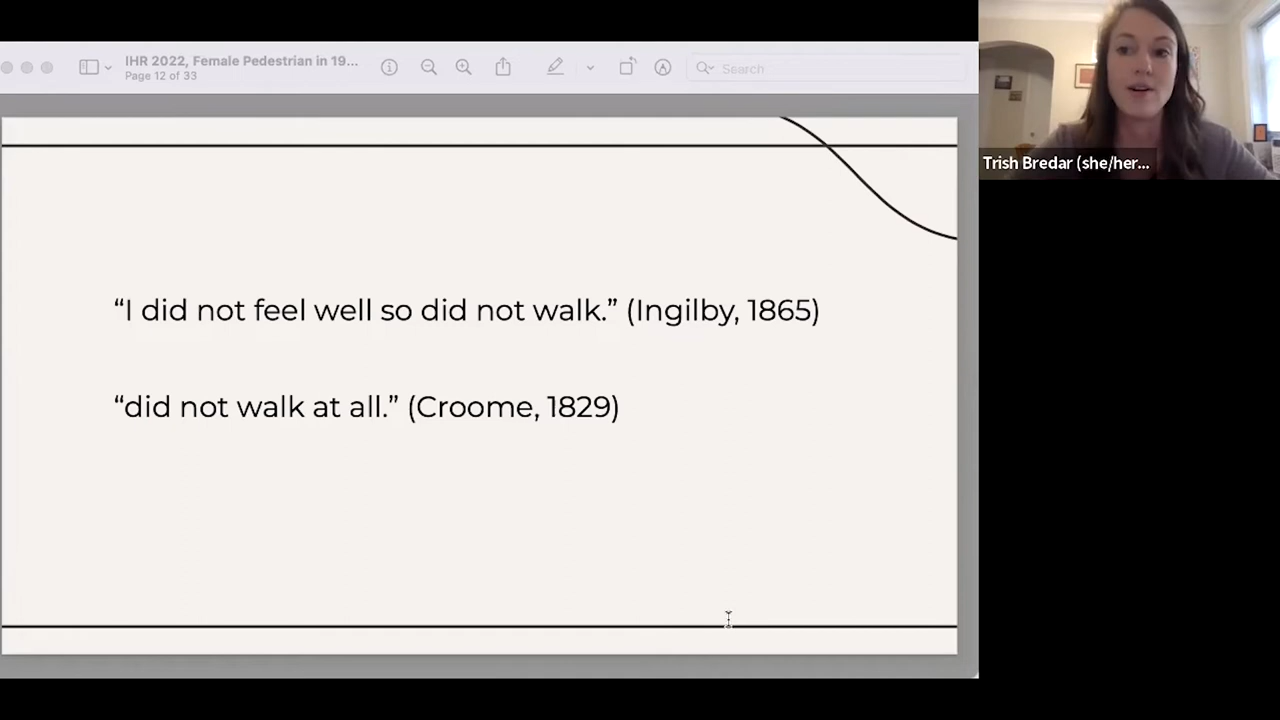 IHR 2022, Female Pedestrian in 19...
Page 12 of 33
Search
Trish Bredar (she/her...
“I did not feel well so did not walk.” (Ingilby, 1865)
“did not walk at all.” (Croome, 1829)